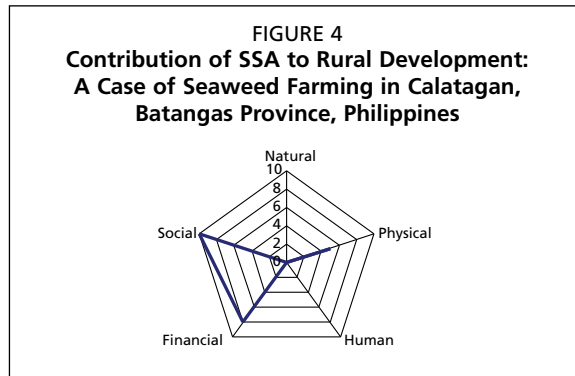 FIGURE 4
Contribution of SSA to Rural Development:
A Case of Seaweed Farming in Calatagan,
Batangas Province, Philippines
Natural
10
8
6
4
2
0
Social
Physical
Financial
Human